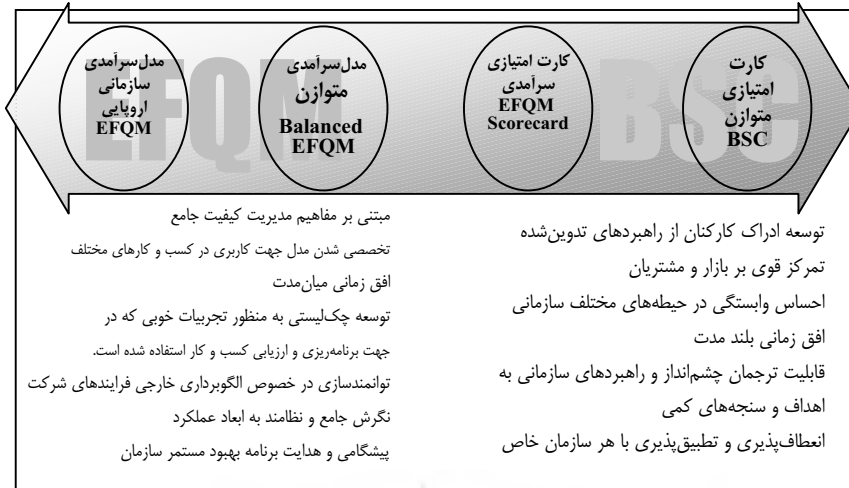 کارت
امتیازی
متوازن
BSC
کارت امتیازی
سرآمدی
EFQM
Scorecard
مدل‌سرآمدی
متوازن
Balanced
EFQM
مدل‌سرآمدی
سازمانی
اروپایی
EFQM
BSC
EFQM
توسعه ادراک کارکنان از راهبردهای تدوین‌شده
تمرکز قوی بر بازار و مشتریان
احساس وابستگی در حیطه‌های مختلف سازمانی
افق زمانی بلند مدت
قابلیت ترجمان چشم‌انداز و راهبردهای سازمانی به
اهداف و سنجه‌های کمی
انعطاف‌پذیری و تطبیق‌پذیری با هر سازمان خاص
مبتنی بر مفاهیم مدیریت کیفیت جامع
تخصصی شدن مدل جهت کاربری در کسب و کارهای مختلف
افق زمانی میان‌مدت
توسعه چک‌لیستی به منظور تجربیات خوبی که در
جهت برنامه‌ریزی و ارزیابی کسب و کار استفاده شده است.
توانمندسازی در خصوص الگوبرداری خارجی فرایندهای شرکت
نگرش جامع و نظامند به ابعاد عملکرد
پیشگامی و هدایت برنامه بهبود مستمر سازمان